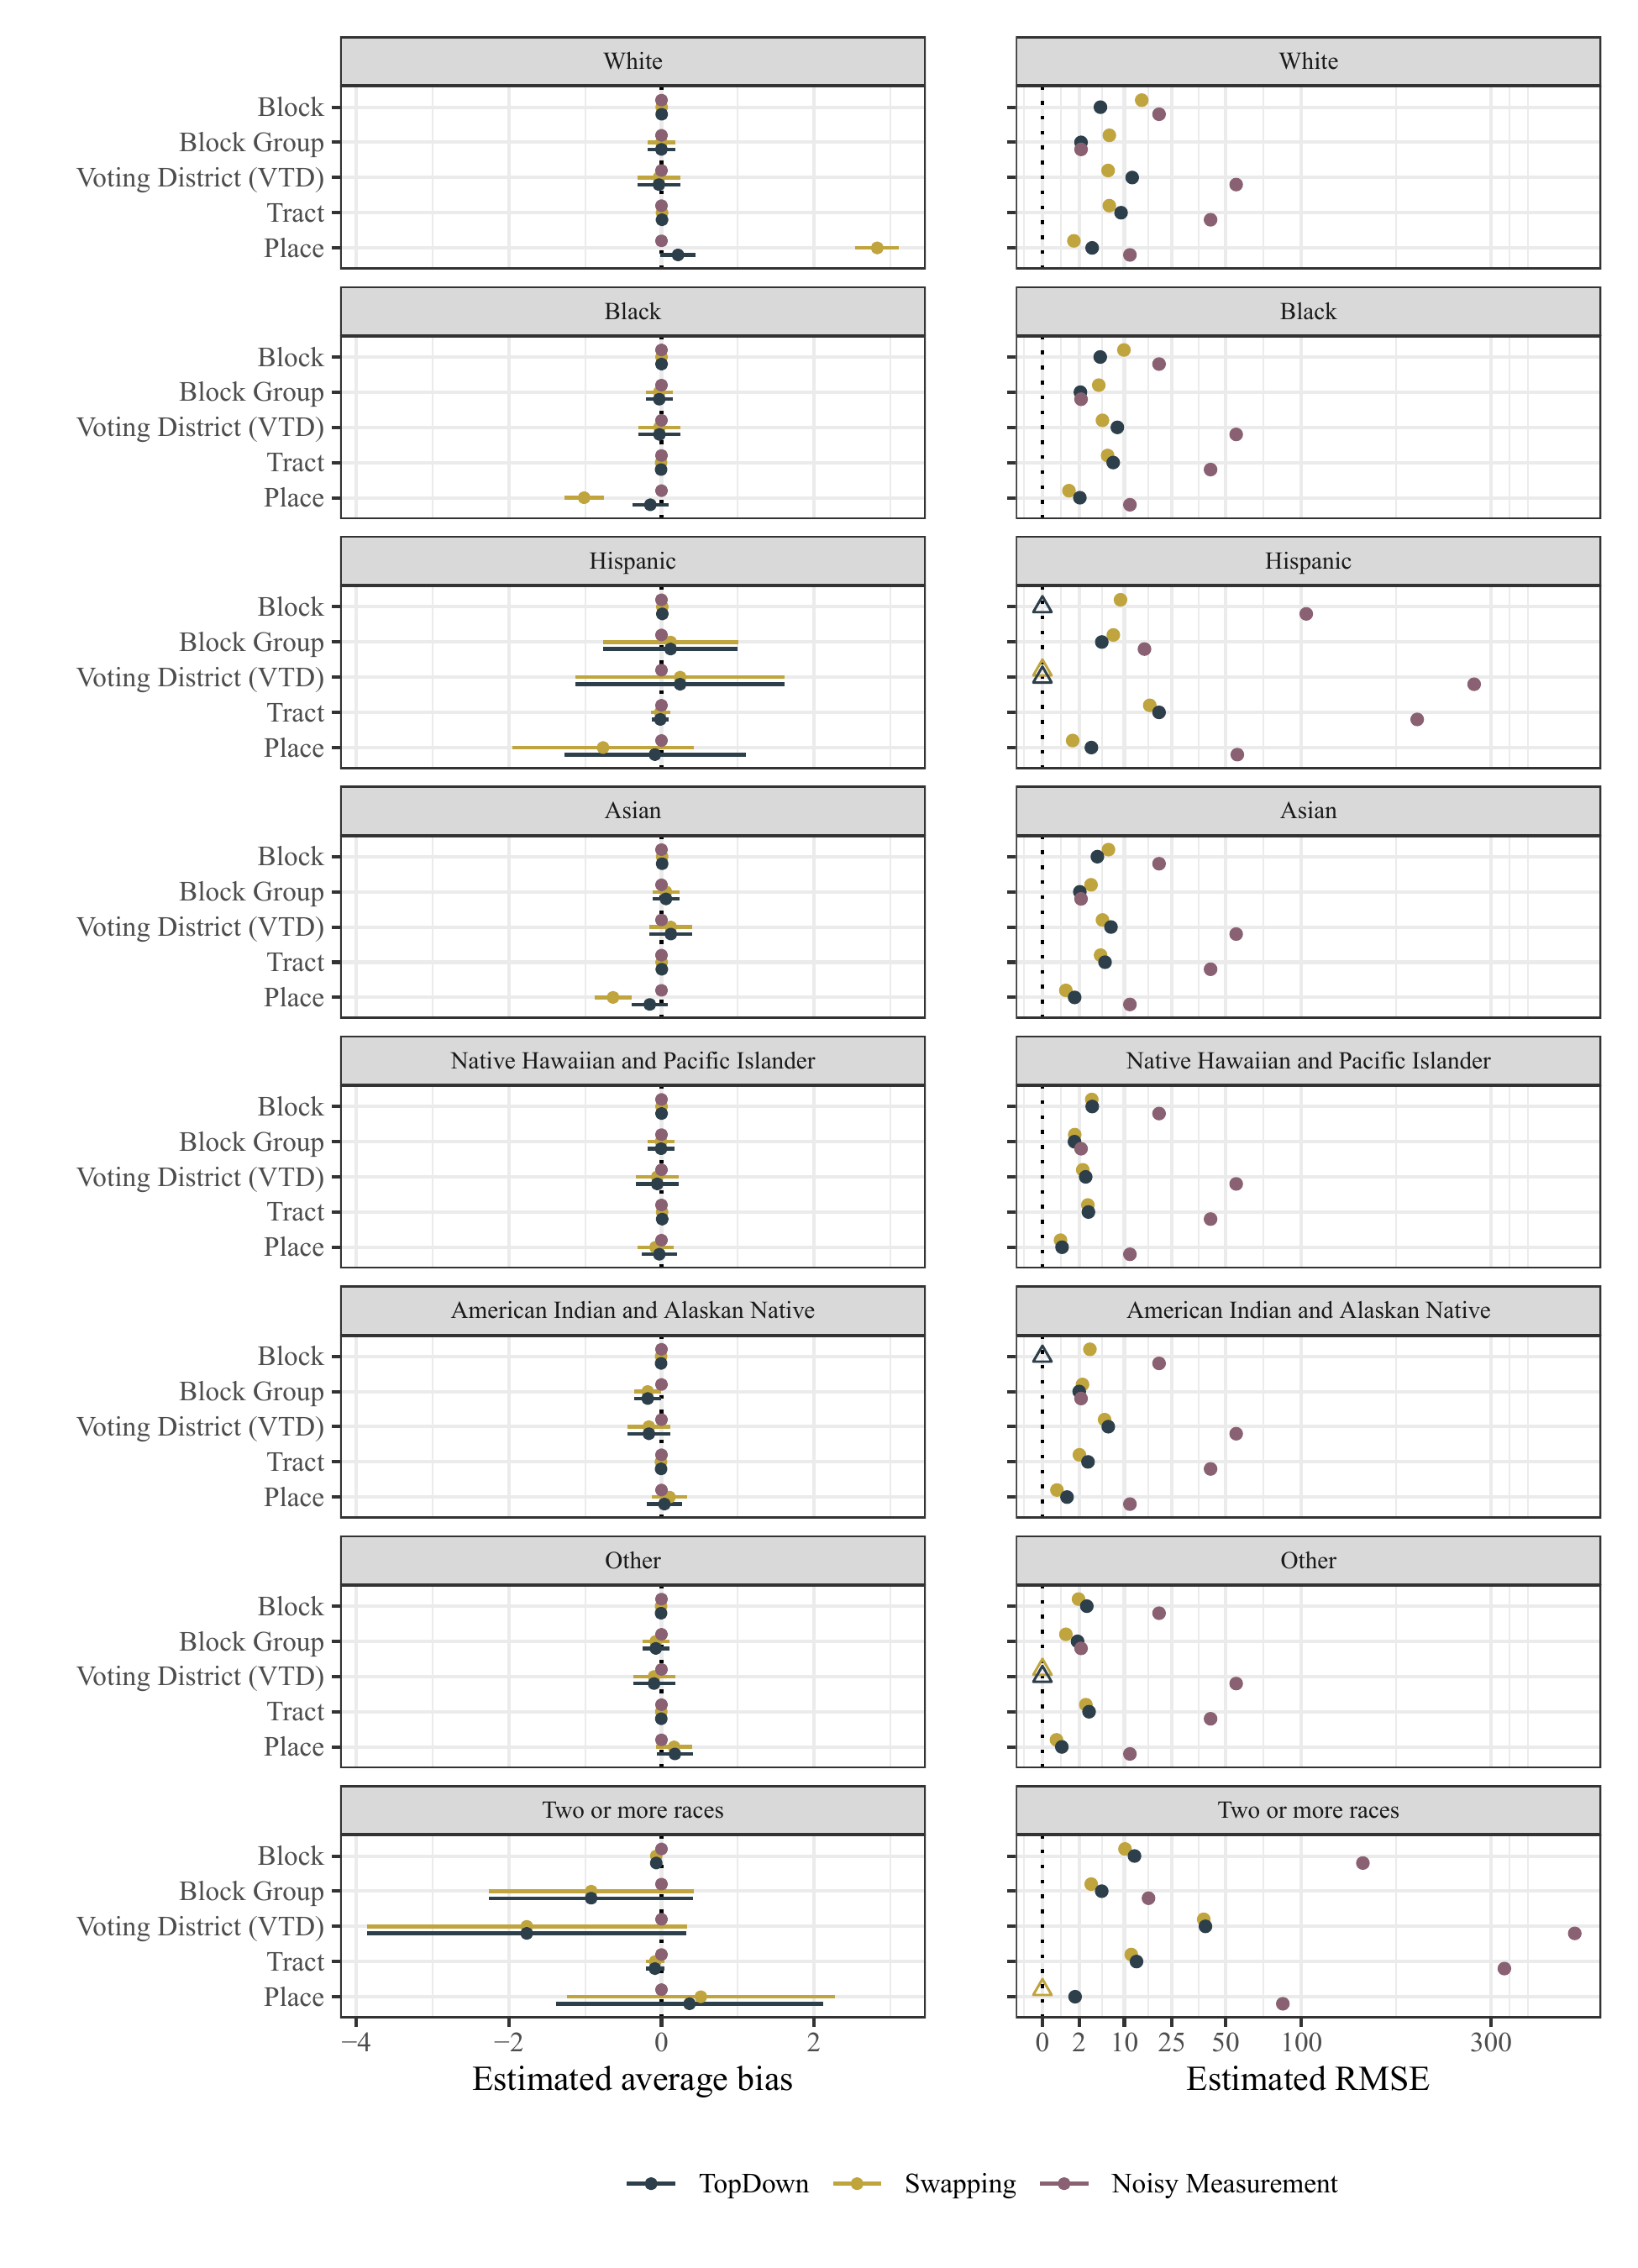 White
White
Block
Block Group
Voting District (VTD)
Tract
Place
Black
Black
Block
Block Group
Voting District (VTD)
Tract
Place
Hispanic
Hispanic
Block
Block Group
Voting District (VTD)
Tract
Place
Asian
Asian
Block
Block Group
Voting District (VTD)
Tract
Place
Native Hawaiian and Pacific Islander
Native Hawaiian and Pacific Islander
Block
Block Group
Voting District (VTD)
Tract
Place
American Indian and Alaskan Native
American Indian and Alaskan Native
Block
Block Group
Voting District (VTD)
Tract
Place
Other
Other
Block
Block Group
Voting District (VTD)
Tract
Place
Two or more races
Two or more races
Block
Block Group
Voting District (VTD)
Tract
Place
−4 −2 0 2
0 2 10 25 50 100 300
Estimated average bias
Estimated RMSE
TopDown Swapping Noisy Measurement